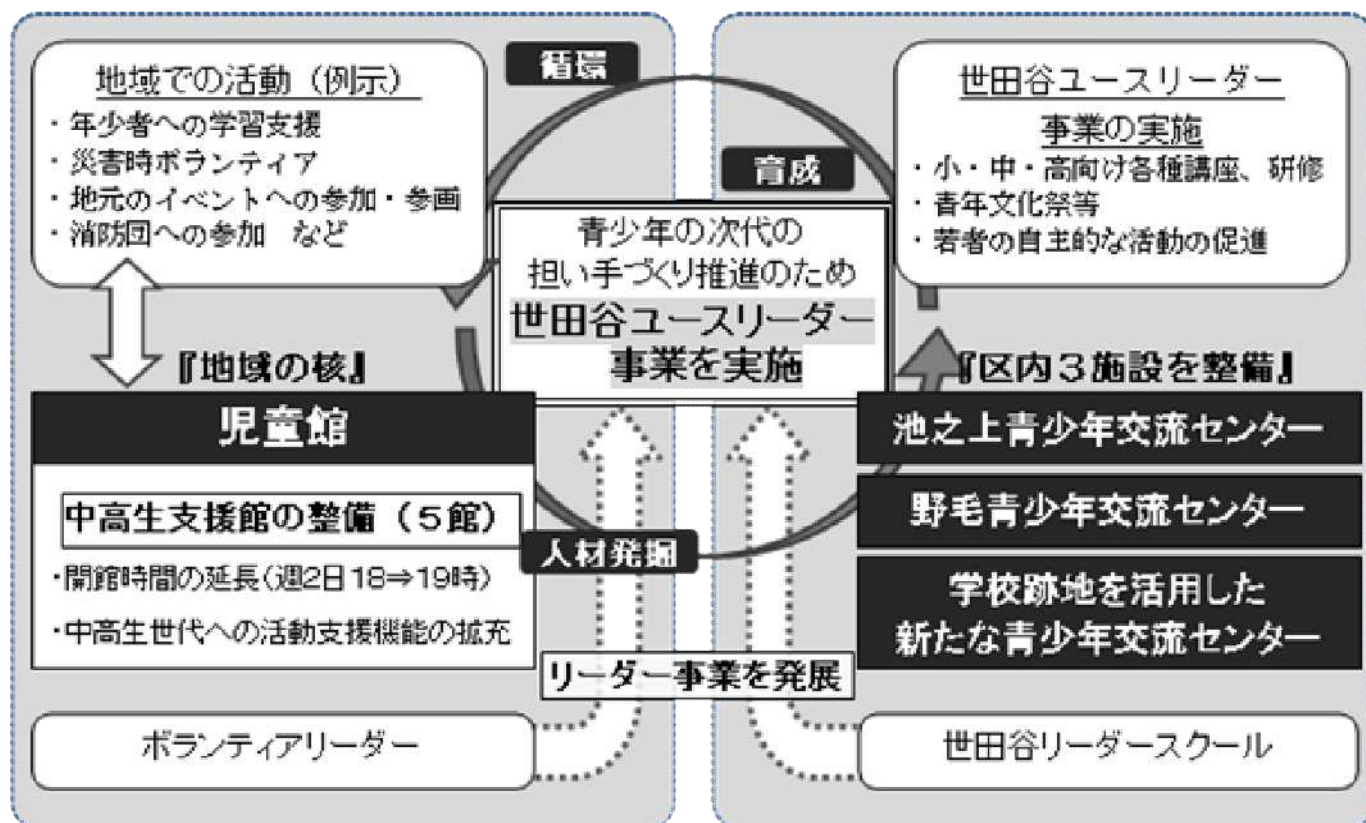 循環
地域での活動（例示）
・年少者への学習支援
・災害時ボランティア
・地元のイベントへの参加・参画
・消防団への参加　など
世田谷ユースリーダー
事業の実施
・小・中・高向け各種講座、研修
・青年文化祭等
・若者の自主的な活動の促進
育成
青少年の次代の
担い手づくり推進のため
世田谷ユースリーダー
事業を実施
『地域の核』
児童館
中高生支援館の整備（５館）
・開館時間の延長（週2日18⇒19時）
・中高生世代への活動支援機能の拡充
『区内３施設を整備』
池之上青少年交流センター
野毛青少年交流センター
学校跡地を活用した
新たな青少年交流センター
人材発掘
リーダー事業を発展
ボランティアリーダー
世田谷リーダースクール